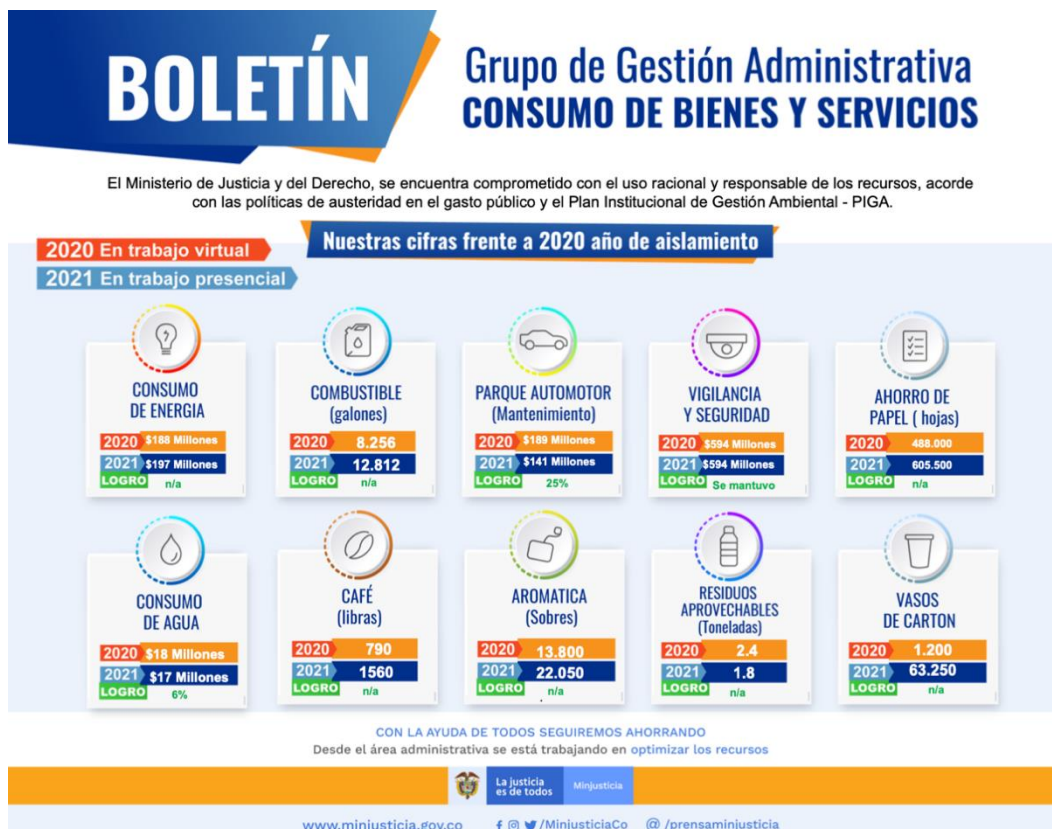 BOLETÍN
Grupo de Gestión Administrativa
CONSUMO DE BIENES Y SERVICIOS
El Ministerio de Justicia y del Derecho, se encuentra comprometido con el uso racional y responsable de los recursos, acorde
con las políticas de austeridad en el gasto público y el Plan Institucional de Gestión Ambiental - PIGA.
Nuestras cifras frente a 2020 año de aislamiento
2020 En trabajo virtual
2021 En trabajo presencial
CONSUMO
DE ENERGIA
2020 $188 Millones
2021 $197 Millones
LOGRO n/a
COMBUSTIBLE
(galones)
2020 8.256
2021 12.812
LOGRO n/a
PARQUE AUTOMOTOR
(Mantenimiento)
2020 $189 Millones
2021 $141 Millones
LOGRO 25%
VIGILANCIA
Y SEGURIDAD
2020 $594 Millones
2021 $594 Millones
LOGRO Se mantuvo
AHORRO DE
PAPEL ( hojas)
2020 488.000
2021 605.500
LOGRO n/a
CONSUMO
DE AGUA
2020 $18 Millones
2021 $17 Millones
LOGRO 6%
CAFÉ
(libras)
2020 790
2021 1560
LOGRO n/a
AROMATICA
(Sobres)
2020 13.800
2021 22.050
LOGRO n/a
RESIDUOS
APROVECHABLES
(Toneladas)
2020 2.4
2021 1.8
LOGRO n/a
VASOS
DE CARTON
2020 1.200
2021 63.250
LOGRO n/a
CON LA AYUDA DE TODOS SEGUIREMOS AHORRANDO
Desde el área administrativa se está trabajando en optimizar los recursos
La justicia
es de todos
Minjusticia
www.minjusticia.gov.co /MinjusticiaCo @ /prensaminjusticia